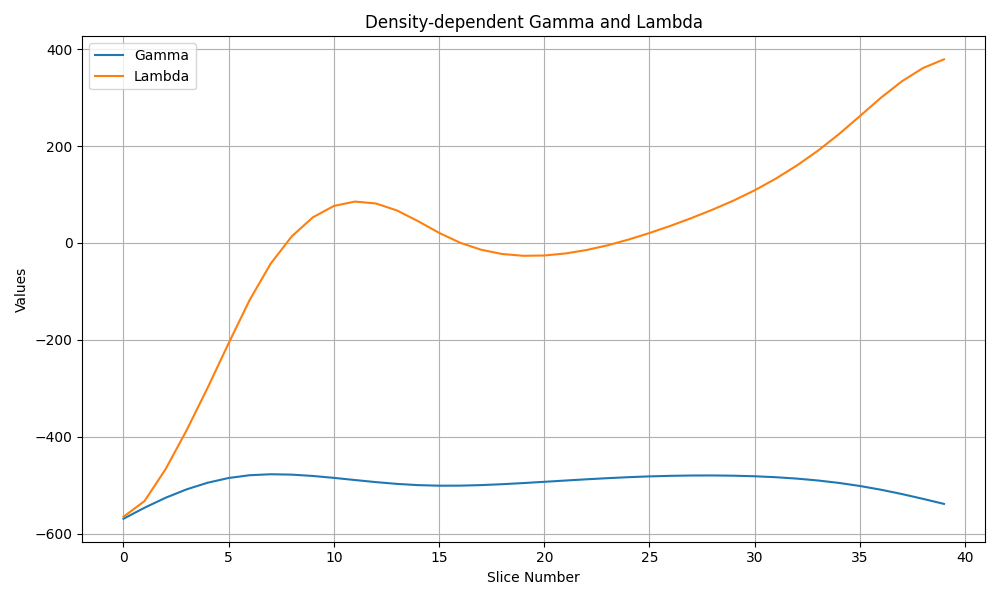 Density-dependent Gamma and Lambda
Gamma
Lambda
400
200
0
−200
−400
−600
Values
0 5 10 15 20 25 30 35 40
Slice Number